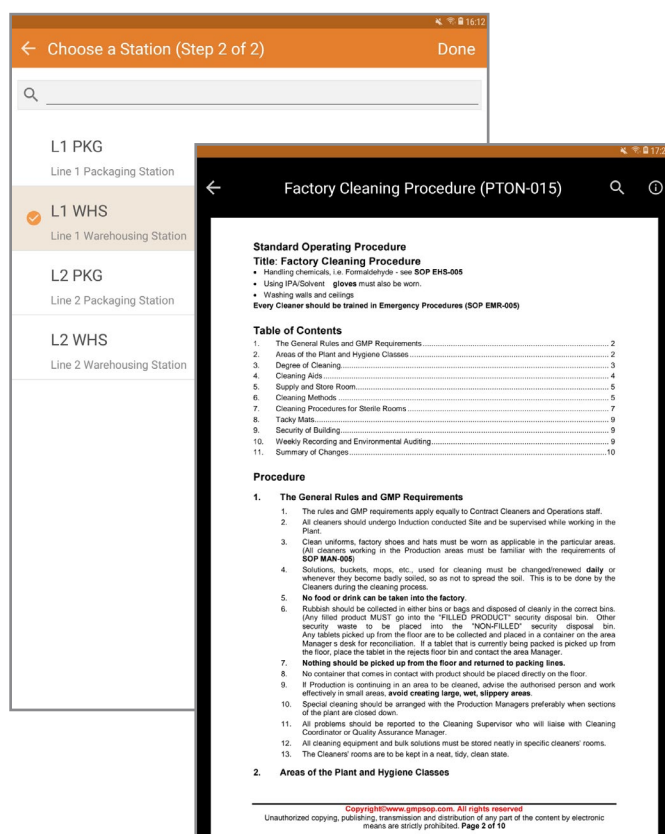 16:12
Choose a Station (Step 2 of 2)
Done
L1 PKG
Line 1 Packaging Station
L1 WHS
Line 1 Warehousing Station
L2 PKG
Line 2 Packaging Station
L2 WHS
Line 2 Warehousing Station
17:2
Factory Cleaning Procedure (PTON-015)
Standard Operating Procedure
Title: Factory Cleaning Procedure
• Handling chemicals, i.e. Formaldehyde - see SOP EHS-005
• Using IPA/Solvent gloves must also be worn.
• Washing walls and ceilings
Every Cleaner should be trained in Emergency Procedures (SOP EMR-005)
Table of Contents
1. The General Rules and GMP Requirements 2
2. Areas of the Plant and Hygiene Classes 2
3. Degree of Cleaning 3
4. Cleaning Aids 4
5. Supply and Store Room 5
6. Cleaning Methods 5
7. Cleaning Procedures for Sterile Rooms 7
8. Tacky Mats 9
9. Security of Building 9
10. Weekly Recording and Environmental Auditing 9
11. Summary of Changes 10
Procedure
1. The General Rules and GMP Requirements
1. The rules and GMP requirements apply equally to Contract Cleaners and Operations staff.
2. All cleaners should undergo Induction conducted Site and be supervised while working in the
Plant.
3. Clean uniforms, factory shoes and hats must be worn as applicable in the particular areas.
(All cleaners working in the Production areas must be familiar with the requirements of
SOP MAN-005)
4. Solutions, buckets, mops, etc., used for cleaning must be changed/renewed daily or
whenever they become badly soiled, so as not to spread the soil. This is to be done by the
Cleaners during the cleaning process.
5. No food or drink can be taken into the factory.
6. Rubbish should be collected in either bins or bags and disposed of cleanly in the correct bins.
(Any filled product MUST go into the "FILLED PRODUCT" security disposal bin. Other
security waste to be placed into the "NON-FILLED" security disposal bin.
Any tablets picked up from the floor are to be collected and placed in a container on the area
Manager s desk for reconciliation. If a tablet that is currently being packed is picked up from
the floor, place the tablet in the rejects floor bin and contact the area Manager.
7. Nothing should be picked up from the floor and returned to packing lines.
8. No container that comes in contact with product should be placed directly on the floor.
9. If Production is continuing in an area to be cleaned, advise the authorised person and work
effectively in small areas, avoid creating large, wet, slippery areas.
10. Special cleaning should be arranged with the Production Managers preferably when sections
of the plant are closed down.
11. All problems should be reported to the Cleaning Supervisor who will liaise with Cleaning
Coordinator or Quality Assurance Manager.
12. All cleaning equipment and bulk solutions must be stored neatly in specific cleaners' rooms.
13. The Cleaners' rooms are to be kept in a neat, tidy, clean state.
2. Areas of the Plant and Hygiene Classes
Copyright©www.gmpsop.com. All rights reserved
Unauthorized copying, publishing, transmission and distribution of any part of the content by electronic
means are strictly prohibited. Page 2 of 10